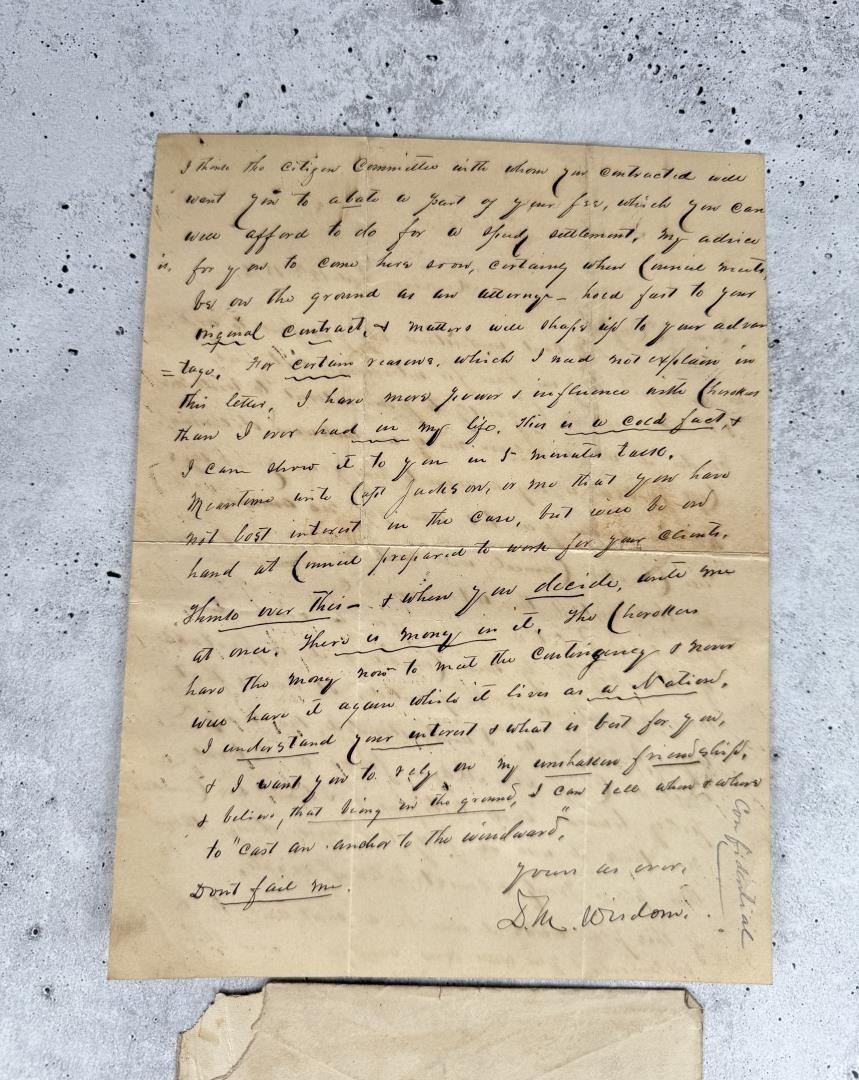 I think the citizen Committee with whom you contracted will
want you to abate a part of your fee, which you can
well afford to do for a speedy settlement. My advice
is, for you to come here soon, certainly when Council meets,
be on the ground as an attorney - hold fast to your
original contract, & matters will shape up to your advan
= tage. For certain reasons, which I need not explain in
this letter, I have more power & influence with Cherokees
than I ever had in my life. This is a cold fact, &
I can show it to you in 5 minutes talk.
Meantime write Capt Jackson, or me that you have
not lost interest in the case, but will be on
hand at Council prepared to work for your clients.
Think over this - & when you decide, write me
at once. There is money in it. The Cherokees
have the money now to meet the contingency & never
will have it again while it lives as a Nation.
I understand your interest & what is best for you,
& I want you to rely on my unshaken friendship,
& believe, that being on the ground, I can tell when & where
to "cast an anchor to the windward."
Yours as ever,
Dont fail me.
D.M. Wisdom.
Confidential